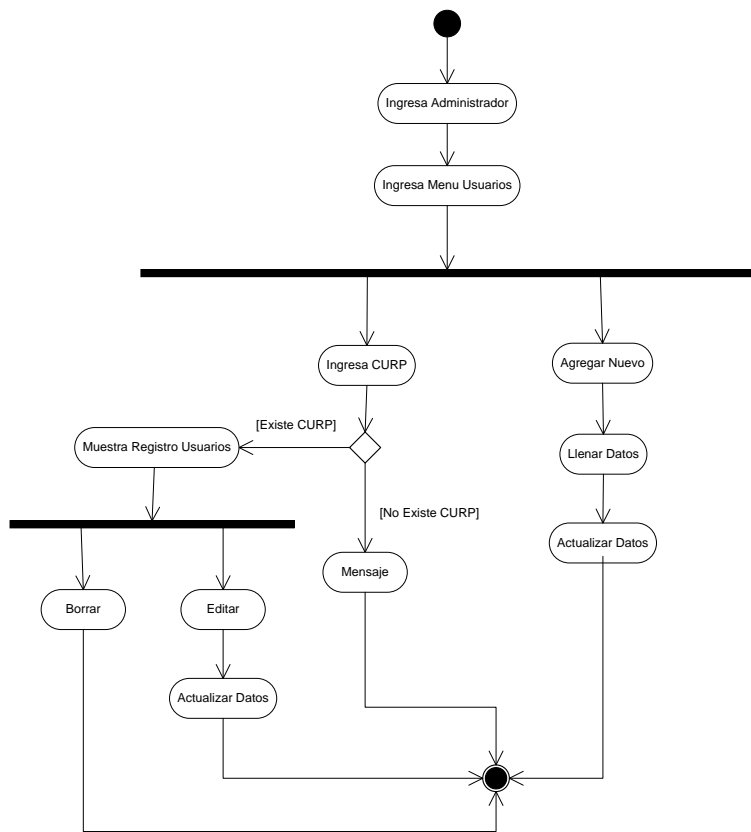 Ingresa Administrador
Ingresa Menu Usuarios
Ingresa CURP
Agregar Nuevo
[Existe CURP]
Muestra Registro Usuarios
Llenar Datos
[No Existe CURP]
Actualizar Datos
Mensaje
Borrar
Editar
Actualizar Datos